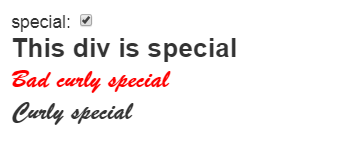 special:
This div is special
Bad curly special
Curly special